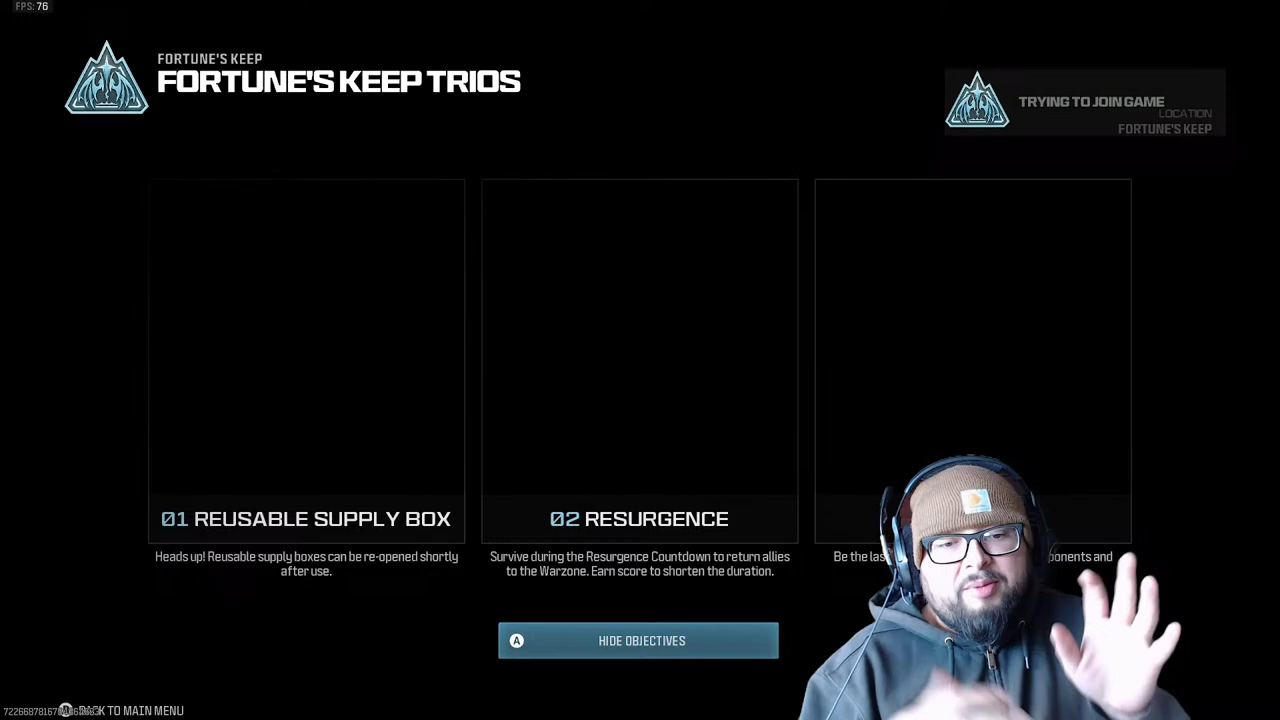 FPS: 76
FORTUNE'S KEEP
FORTUNE'S KEEP TRIOS
TRYING TO JOIN GAME
LOCATION
FORTUNE'S KEEP
01 REUSABLE SUPPLY BOX
02 RESURGENCE
Heads up! Reusable supply boxes can be re-opened shortly
after use.
Survive during the Resurgence Countdown to return allies
to the Warzone. Earn score to shorten the duration.
Be the
and
A HIDE OBJECTIVES
BACK TO MAIN MENU